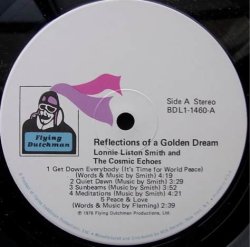 Side A Stereo
BDL1-1460-A
Flying
Dutchman
Reflections of a Golden Dream
Lonnie Liston Smith and
The Cosmic Echoes
1 Get Down Everybody (It's Time for World Peace)
(Words & Music by Smith) 4:19
2 Quiet Dawn (Music by Smith) 3:29
3 Sunbeams (Music by Smith) 3:52
4 Meditations (Music by Smith) 4:21
5 Peace & Love
(Words & Music by Fleming) 2:39
℗ © 1976 Flying Dutchman Productions, Ltd.